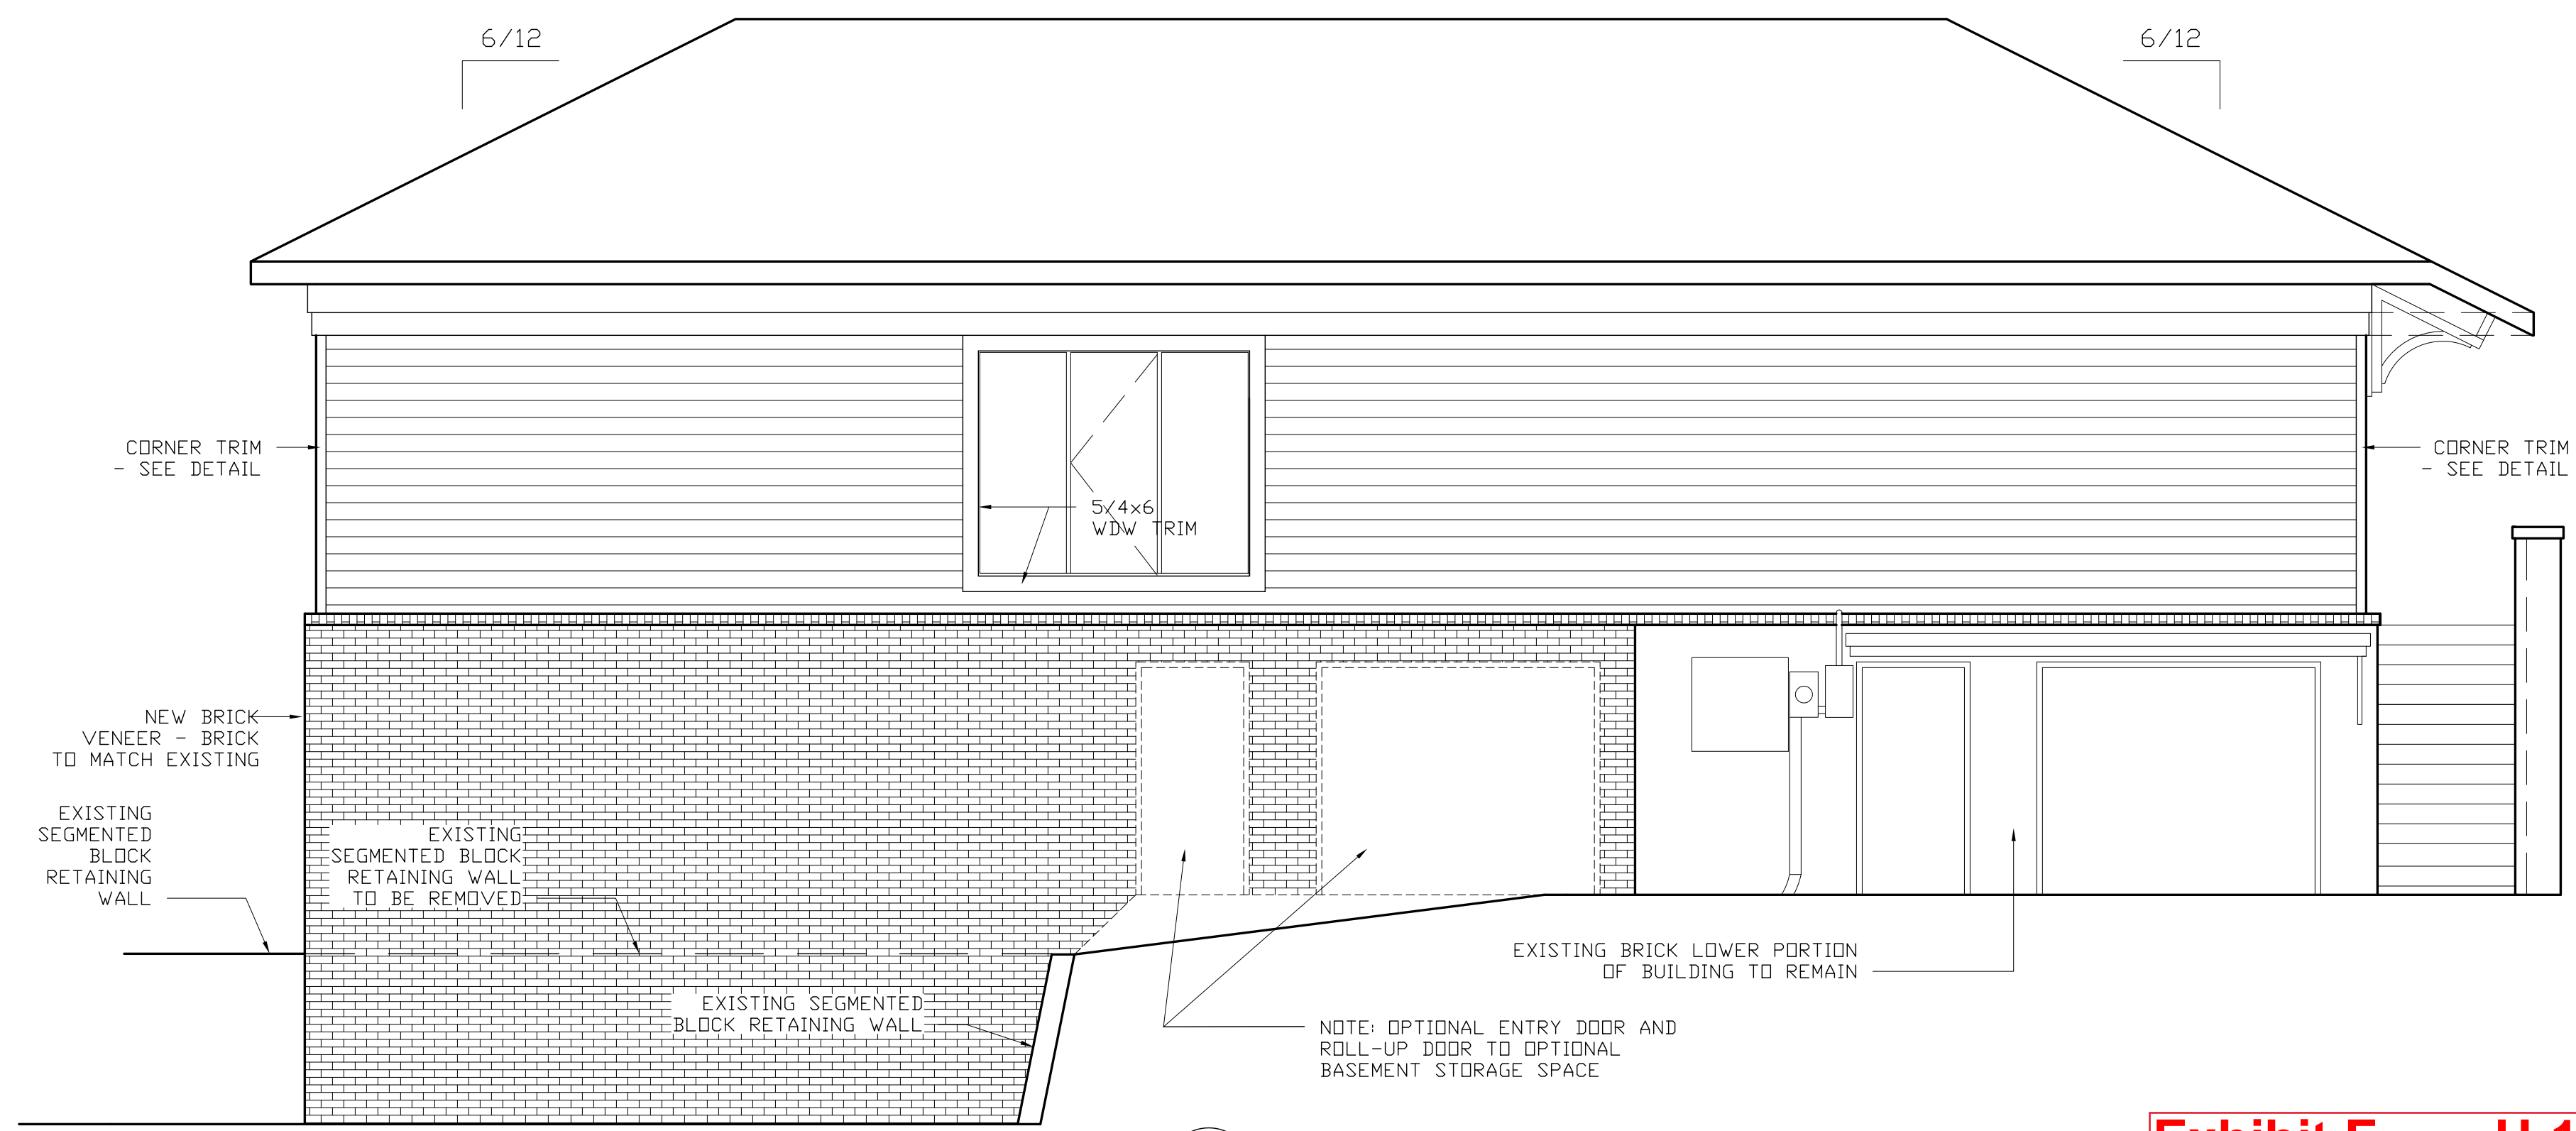 6/12
6/12
CORNER TRIM
- SEE DETAIL
CORNER TRIM
- SEE DETAIL
5/4x6
WDW TRIM
NEW BRICK
VENEER - BRICK
TO MATCH EXISTING
EXISTING
SEGMENTED
BLOCK
RETAINING
WALL
EXISTING
SEGMENTED BLOCK
RETAINING WALL
TO BE REMOVED
EXISTING SEGMENTED
BLOCK RETAINING WALL
EXISTING BRICK LOWER PORTION
OF BUILDING TO REMAIN
NOTE: OPTIONAL ENTRY DOOR AND
ROLL-UP DOOR TO OPTIONAL
BASEMENT STORAGE SPACE